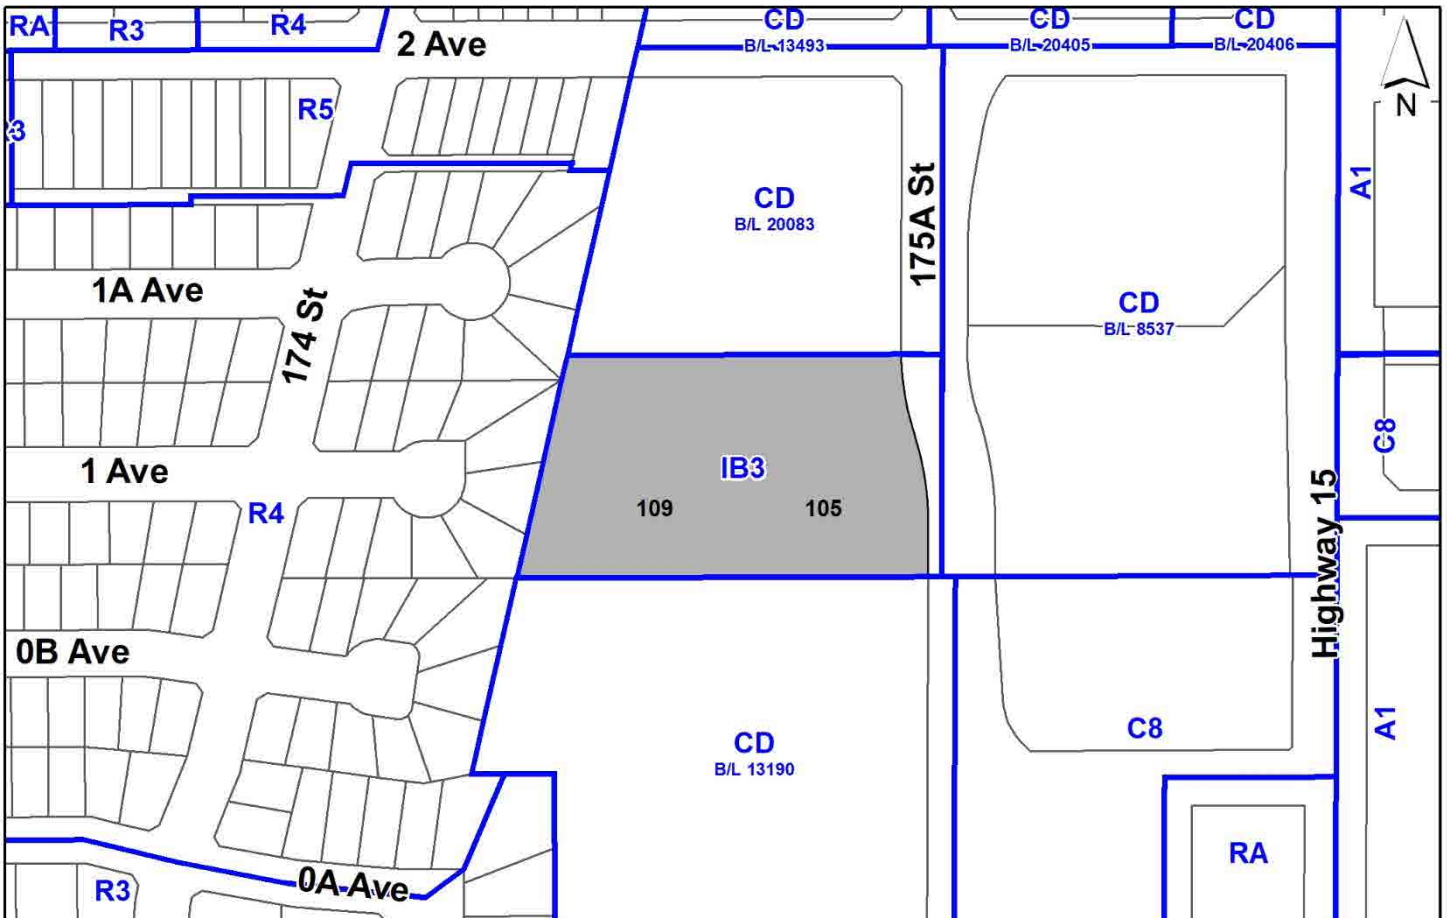 RA
R3
R4
2 Ave
CD
B/L 13493
CD
B/L 20405
CD
B/L 20406
N
3
R5
CD
B/L 20083
175A St
A1
1A Ave
174 St
CD
B/L 8537
C8
1 Ave
R4
IB3
109
105
Highway 15
0B Ave
CD
B/L 13190
C8
A1
RA
R3
0A Ave